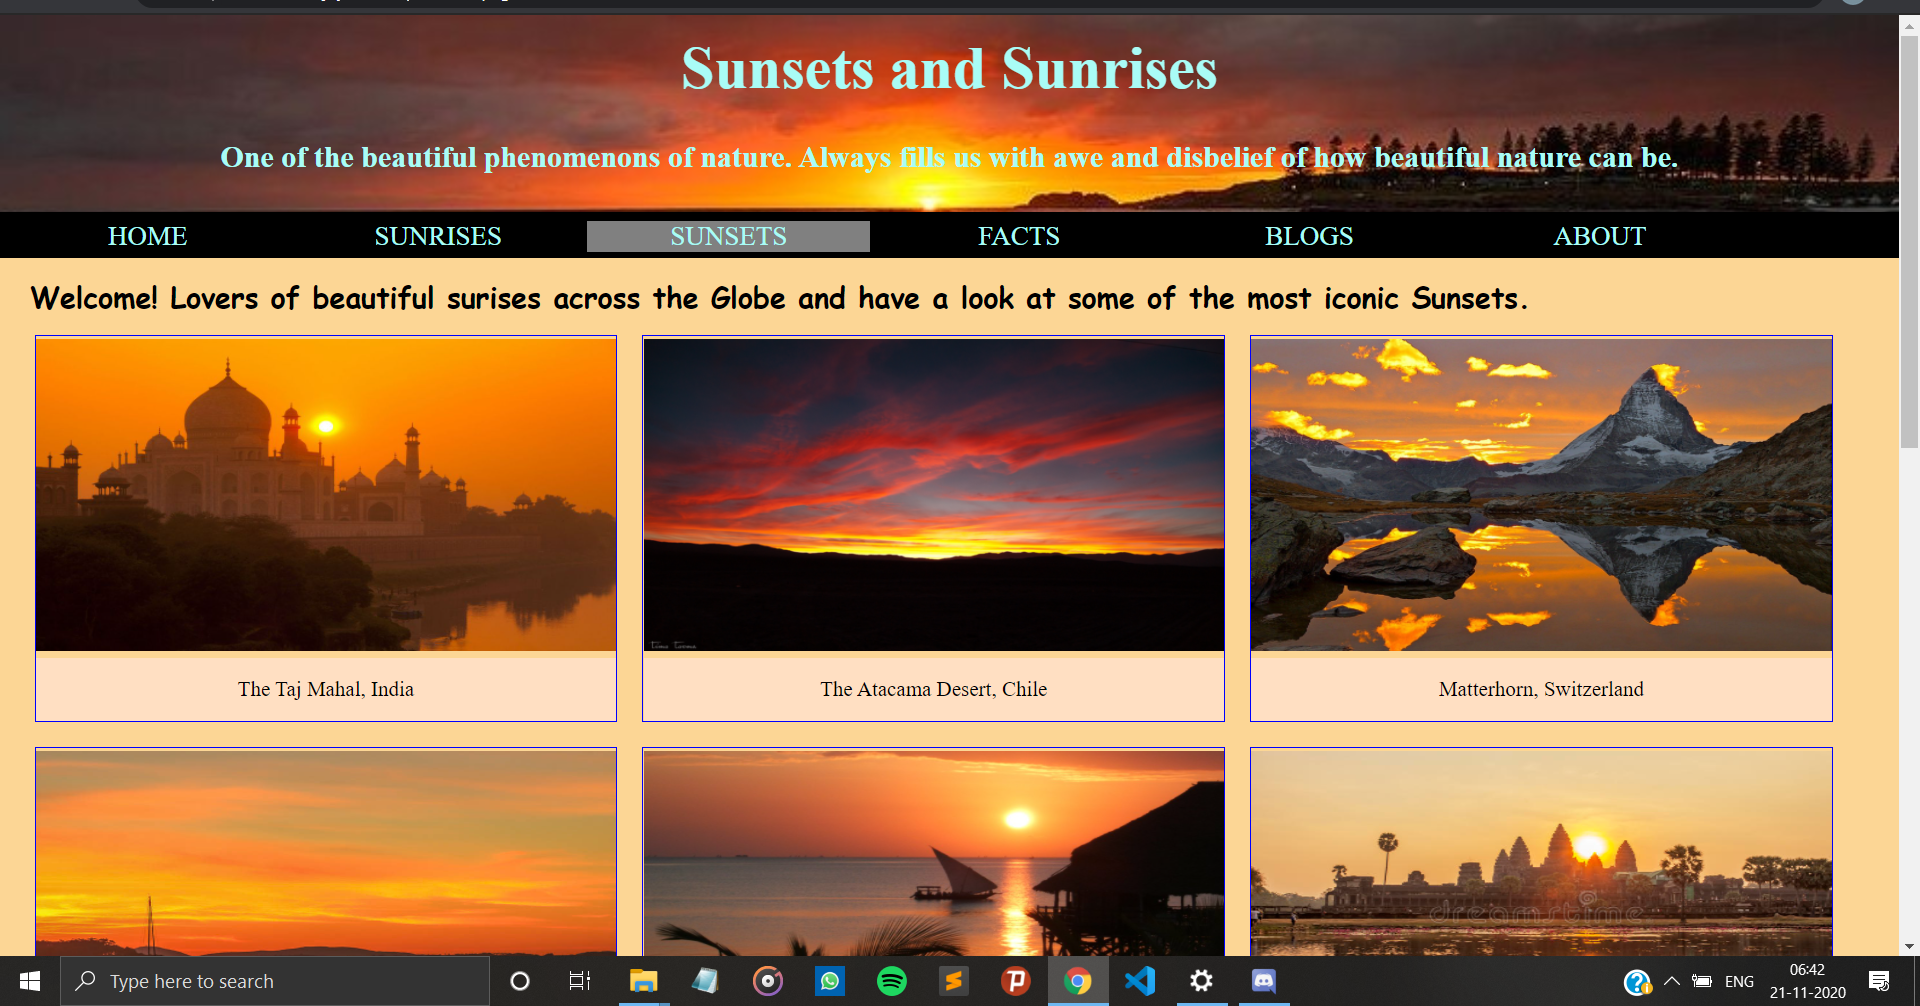 Sunsets and Sunrises
One of the beautiful phenomenons of nature. Always fills us with awe and disbelief of how beautiful nature can be.
HOME SUNRISES SUNSETS FACTS BLOGS ABOUT
Welcome! Lovers of beautiful surises across the Globe and have a look at some of the most iconic Sunsets.
The Taj Mahal, India
The Atacama Desert, Chile
Matterhorn, Switzerland
dreamstime
Type here to search
ENG
06:42
21-11-2020